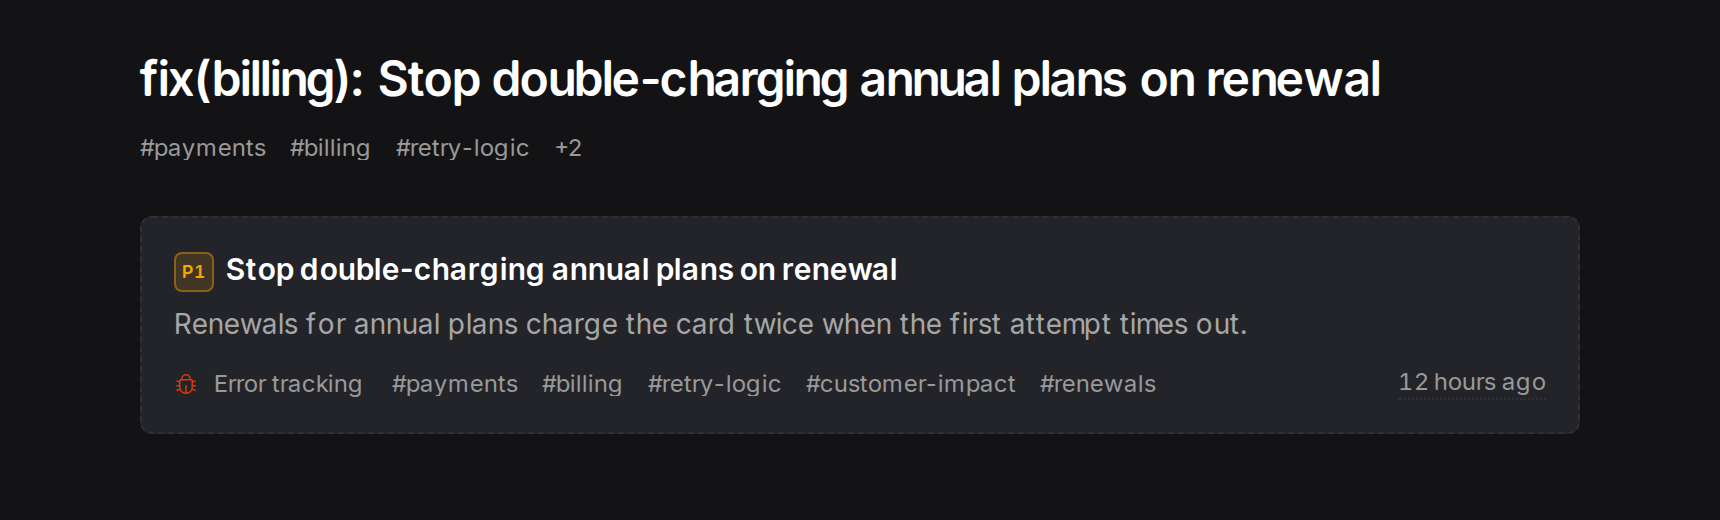 fix(billing): Stop double-charging annual plans on renewal
#payments #billing #retry-logic +2
P1 Stop double-charging annual plans on renewal
Renewals for annual plans charge the card twice when the first attempt times out.
Error tracking #payments #billing #retry-logic #customer-impact #renewals 12 hours ago